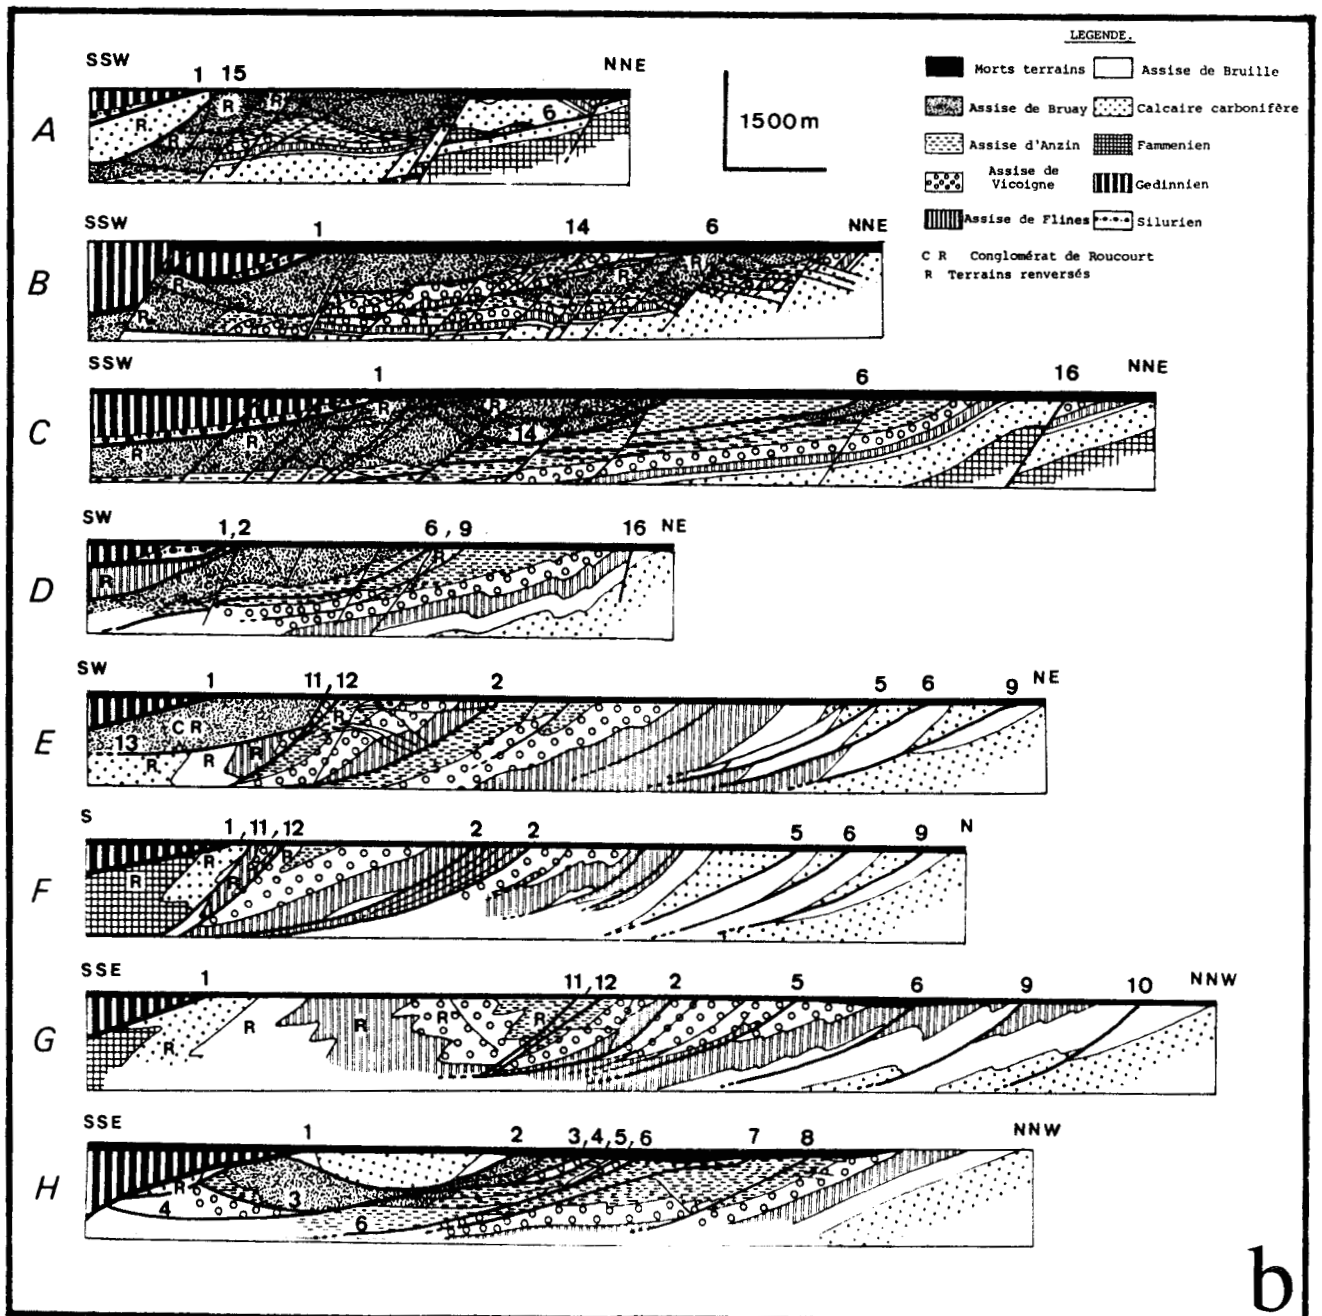 LEGENDE.
Morts terrains
Assise de Bruille
Assise de Bruay
Calcaire carbonifère
Assise d'Anzin
Fammenien
Assise de
Vicoigne
Gedinnien
Assise de Flines
Silurien
C R Conglomérat de Roucourt
R Terrains renversés
1500m
SSW NNE
1 15
A
R R
R
R
6
SSW 1 14 6 NNE
B
R R R
R
SSW 1 6 16 NNE
C
R R
R
R
14
SW 1,2 6,9 16 NE
D
R R
SW 1 11,12 2 5 6 9 NE
E
R
C R
13
R R R
S 1,11,12 2 2 5 6 9 N
F
R R
R R
SSE 1 11,12 2 5 6 9 10 NNW
G
R R R R R
R
SSE 1 2 3,4,5,6 7 8 NNW
H
R
4 3
6
b